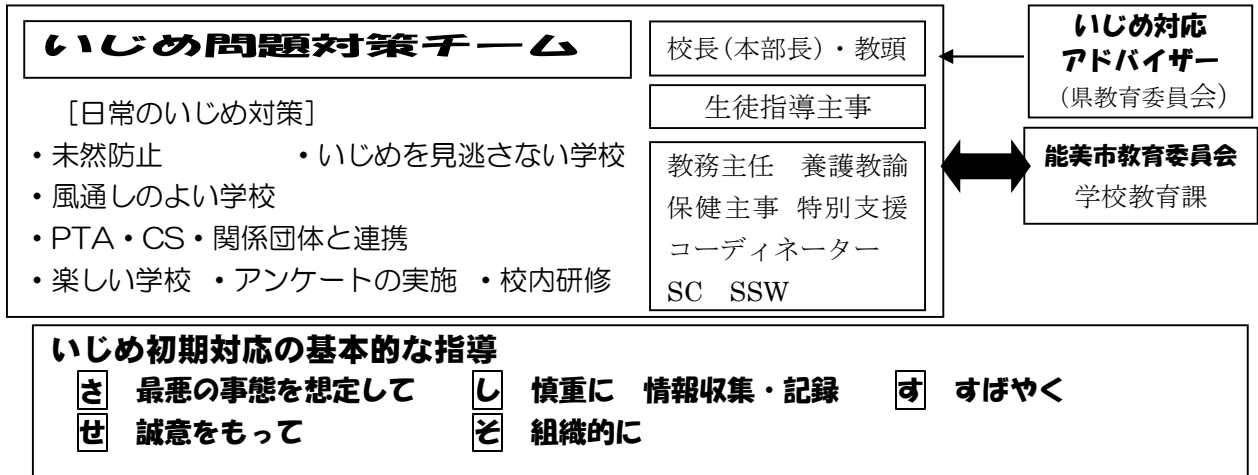 いじめ問題対策チーム
［日常のいじめ対策］
・未然防止　・いじめを見逃さない学校
・風通しのよい学校
・PTA・CS・関係団体と連携
・楽しい学校　・アンケートの実施　・校内研修
校長(本部長)・教頭
生徒指導主事
教務主任　養護教諭
保健主事　特別支援
コーディネーター
SC　SSW
いじめ対応
アドバイザー
（県教育委員会）
能美市教育委員会
学校教育課
いじめ初期対応の基本的な指導
さ　最悪の事態を想定して　し　慎重に　情報収集・記録　す　すばやく
せ　誠意をもって　そ　組織的に